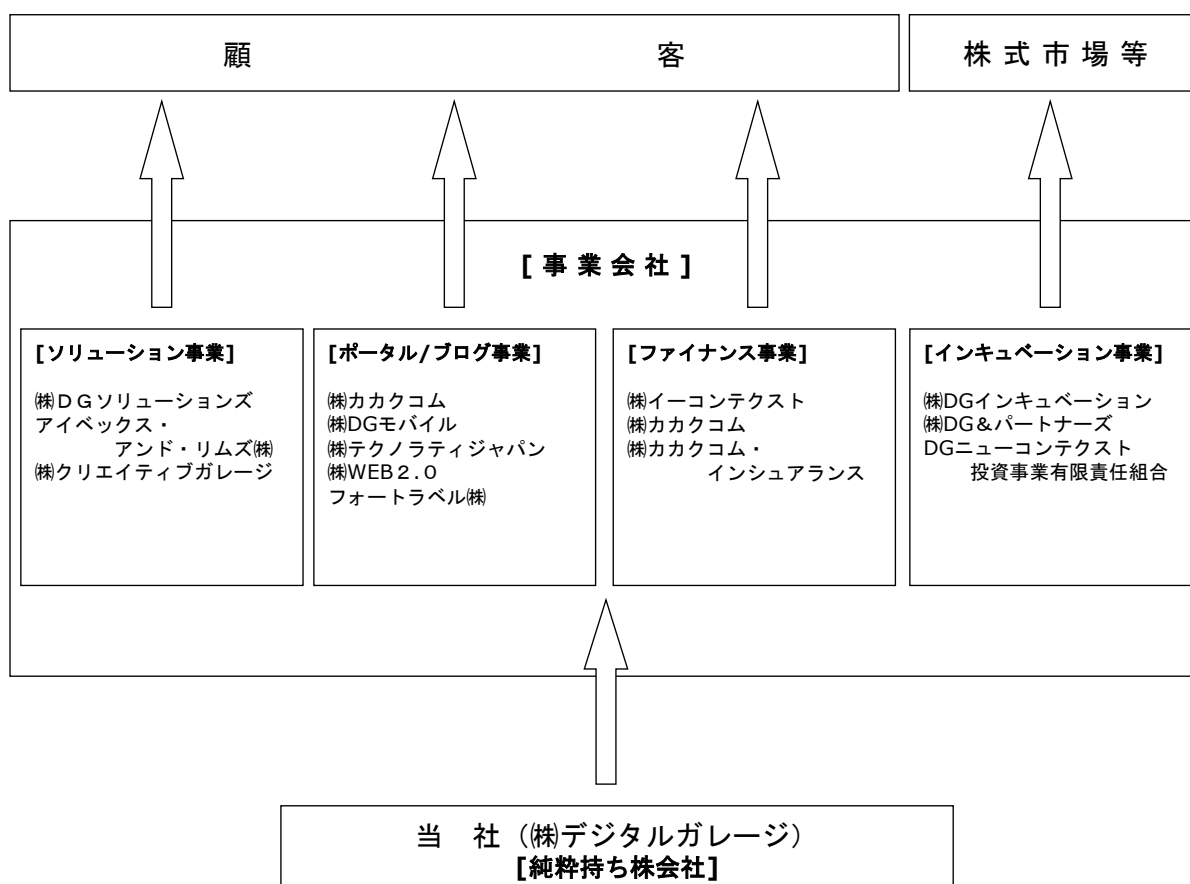 顧　客
株式市場等
[事業会社]
[ソリューション事業]
㈱ＤＧソリューションズ
アイベックス・
アンド・リムズ㈱
㈱クリエイティブガレージ
[ポータル/ブログ事業]
㈱カカクコム
㈱DGモバイル
㈱テクノラティジャパン
㈱WEB2.0
フォートラベル㈱
[ファイナンス事業]
㈱イーコンテクスト
㈱カカクコム
㈱カカクコム・
インシュアランス
[インキュベーション事業]
㈱DGインキュベーション
㈱DG&パートナーズ
DGニューコンテクスト
投資事業有限責任組合
当　社（㈱デジタルガレージ）
[純粋持ち株会社]